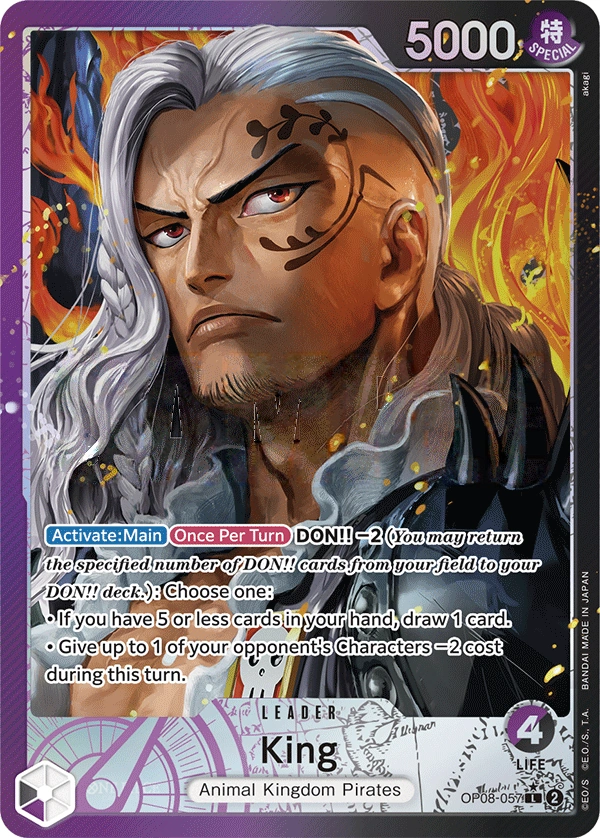 5000
特
SPECIAL
akagi
Activate:Main Once Per Turn DON!! −2 (You may return
the specified number of DON!! cards from your field to your
DON!! deck.): Choose one:
• If you have 5 or less cards in your hand, draw 1 card.
• Give up to 1 of your opponent's Characters −2 cost
during this turn.
LEADER
King
Animal Kingdom Pirates
4
LIFE
OP08-057 L ★ 2
©E.O/S ©E.O./S., T.A. BANDAI MADE IN JAPAN